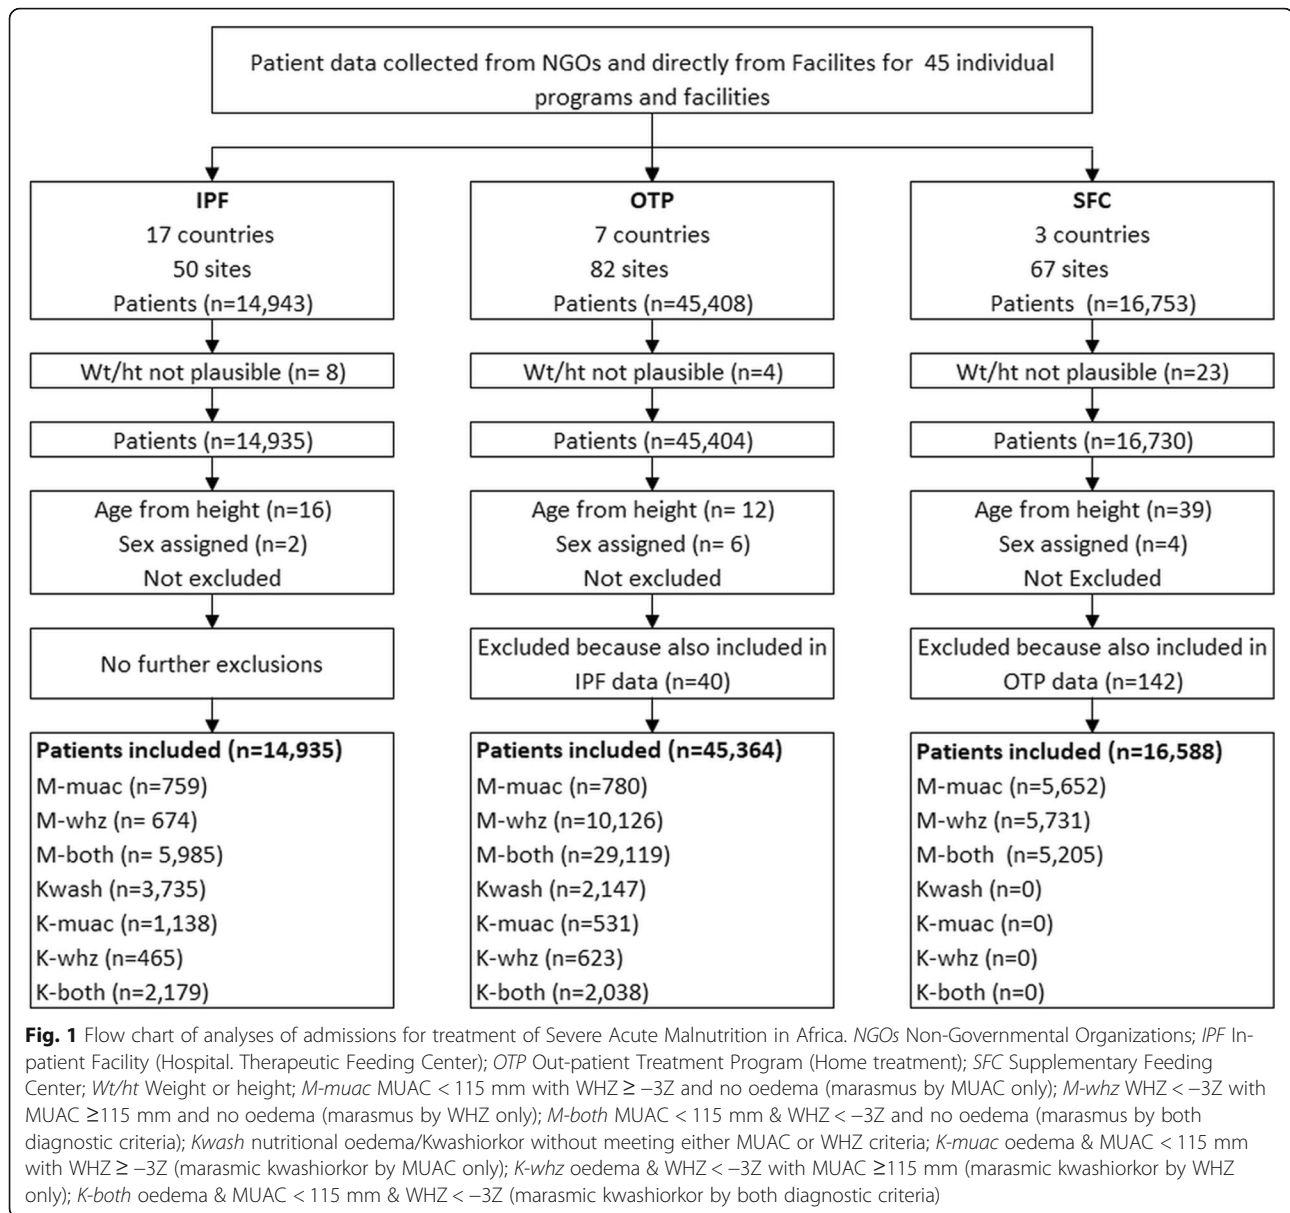 Patient data collected from NGOs and directly from Facilites for 45 individual
programs and facilities
IPF
17 countries
50 sites
Patients (n=14,943)
Wt/ht not plausible (n= 8)
Patients (n=14,935)
Age from height (n=16)
Sex assigned (n=2)
Not excluded
No further exclusions
Patients included (n=14,935)
M-muac (n=759)
M-whz (n= 674)
M-both (n= 5,985)
Kwash (n=3,735)
K-muac (n=1,138)
K-whz (n=465)
K-both (n=2,179)
OTP
7 countries
82 sites
Patients (n=45,408)
Wt/ht not plausible (n=4)
Patients (n=45,404)
Age from height (n= 12)
Sex assigned (n= 6)
Not excluded
Excluded because also included in
IPF data (n=40)
Patients included (n=45,364)
M-muac (n=780)
M-whz (n=10,126)
M-both (n=29,119)
Kwash (n=2,147)
K-muac (n=531)
K-whz (n=623)
K-both (n=2,038)
SFC
3 countries
67 sites
Patients (n=16,753)
Wt/ht not plausible (n=23)
Patients (n=16,730)
Age from height (n=39)
Sex assigned (n=4)
Not Excluded
Excluded because also included in
OTP data (n=142)
Patients included (n=16,588)
M-muac (n=5,652)
M-whz (n=5,731)
M-both (n=5,205)
Kwash (n=0)
K-muac (n=0)
K-whz (n=0)
K-both (n=0)
Fig. 1 Flow chart of analyses of admissions for treatment of Severe Acute Malnutrition in Africa. NGOs Non-Governmental Organizations; IPF In-
patient Facility (Hospital. Therapeutic Feeding Center); OTP Out-patient Treatment Program (Home treatment); SFC Supplementary Feeding
Center; Wt/ht Weight or height; M-muac MUAC < 115 mm with WHZ ≥ −3Z and no oedema (marasmus by MUAC only); M-whz WHZ < −3Z with
MUAC ≥115 mm and no oedema (marasmus by WHZ only); M-both MUAC < 115 mm & WHZ < −3Z and no oedema (marasmus by both
diagnostic criteria); Kwash nutritional oedema/Kwashiorkor without meeting either MUAC or WHZ criteria; K-muac oedema & MUAC < 115 mm
with WHZ ≥ −3Z (marasmic kwashiorkor by MUAC only); K-whz oedema & WHZ < −3Z with MUAC ≥115 mm (marasmic kwashiorkor by WHZ
only); K-both oedema & MUAC < 115 mm & WHZ < −3Z (marasmic kwashiorkor by both diagnostic criteria)